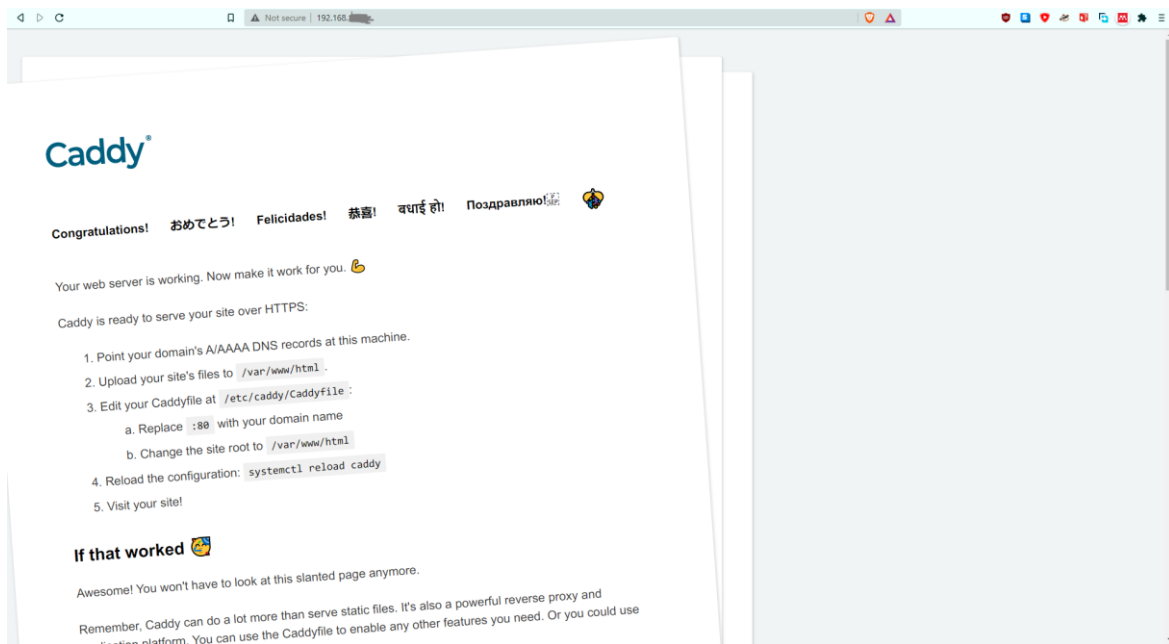 Not secure | 192.168.
Caddy®
Congratulations! おめでとう! Felicidades! 恭喜! बधाई हो! Поздравляю!
Your web server is working. Now make it work for you. 💪
Caddy is ready to serve your site over HTTPS:
1. Point your domain's A/AAAA DNS records at this machine.
2. Upload your site's files to /var/www/html .
3. Edit your Caddyfile at /etc/caddy/Caddyfile :
a. Replace :80 with your domain name
b. Change the site root to /var/www/html
4. Reload the configuration: systemctl reload caddy
5. Visit your site!
If that worked 🥳
Awesome! You won't have to look at this slanted page anymore.
Remember, Caddy can do a lot more than serve static files. It's also a powerful reverse proxy and
platform. You can use the Caddyfile to enable any other features you need. Or you could use